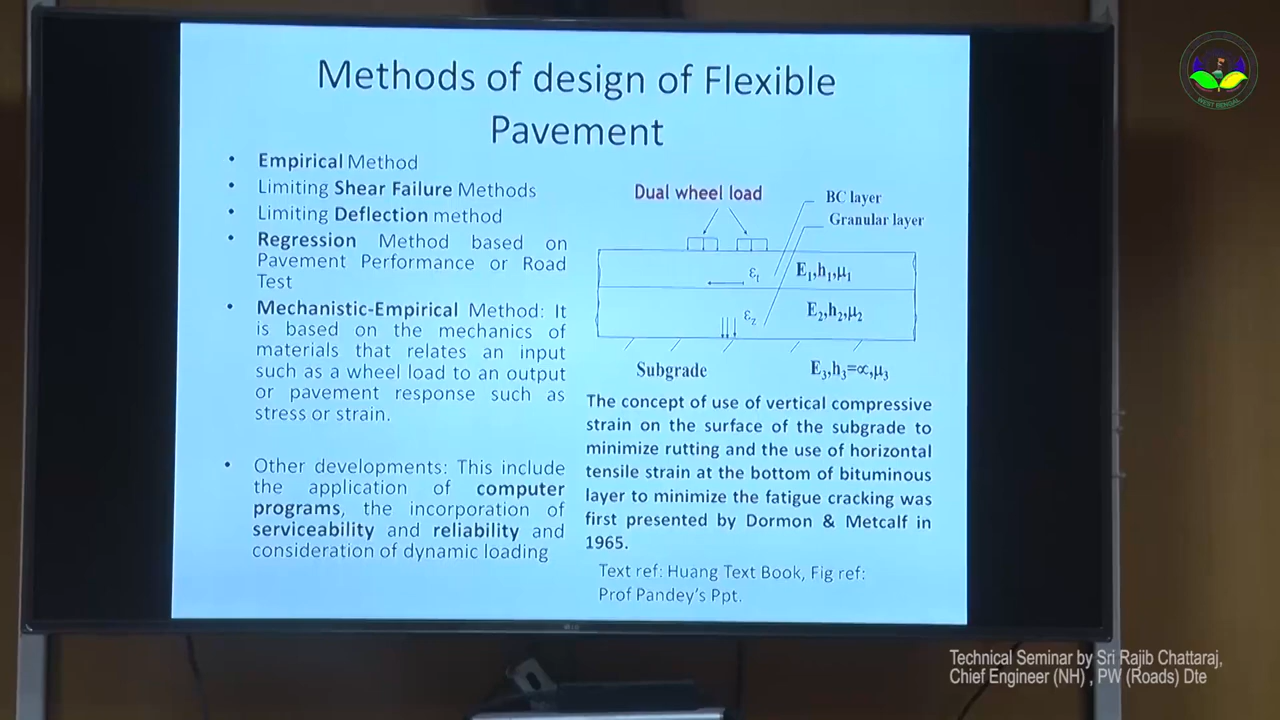 Methods of design of Flexible
Pavement
• Empirical Method
• Limiting Shear Failure Methods
• Limiting Deflection method
• Regression Method based on
Pavement Performance or Road
Test
• Mechanistic-Empirical Method: It
is based on the mechanics of
materials that relates an input
such as a wheel load to an output
or pavement response such as
stress or strain.
• Other developments: This include
the application of computer
programs, the incorporation of
serviceability and reliability and
consideration of dynamic loading
Dual wheel load
BC layer
Granular layer
εt
E1,h1,μ1
εz
E2,h2,μ2
Subgrade
E3,h3=∝,μ3
The concept of use of vertical compressive
strain on the surface of the subgrade to
minimize rutting and the use of horizontal
tensile strain at the bottom of bituminous
layer to minimize the fatigue cracking was
first presented by Dormon & Metcalf in
1965.
Text ref: Huang Text Book, Fig ref:
Prof Pandey's Ppt.
LG
WEST BENGAL
Technical Seminar by Sri Rajib Chattaraj,
Chief Engineer (NH) , PW (Roads) Dte